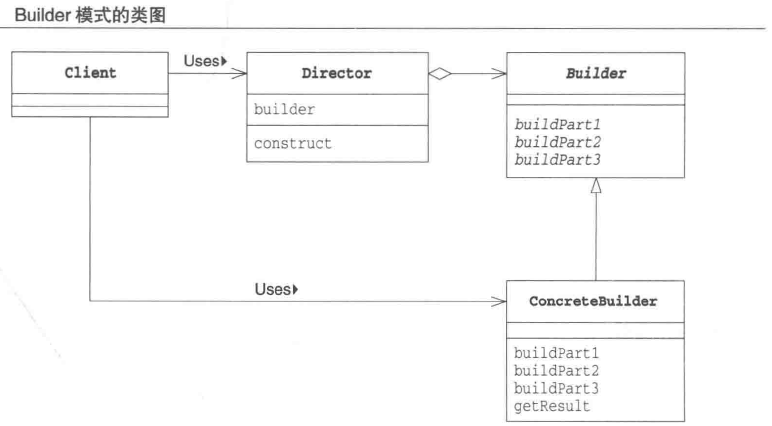 Builder 模式的类图
Client
Uses
Director
builder
construct
Builder
buildPart1
buildPart2
buildPart3
Uses
ConcreteBuilder
buildPart1
buildPart2
buildPart3
getResult